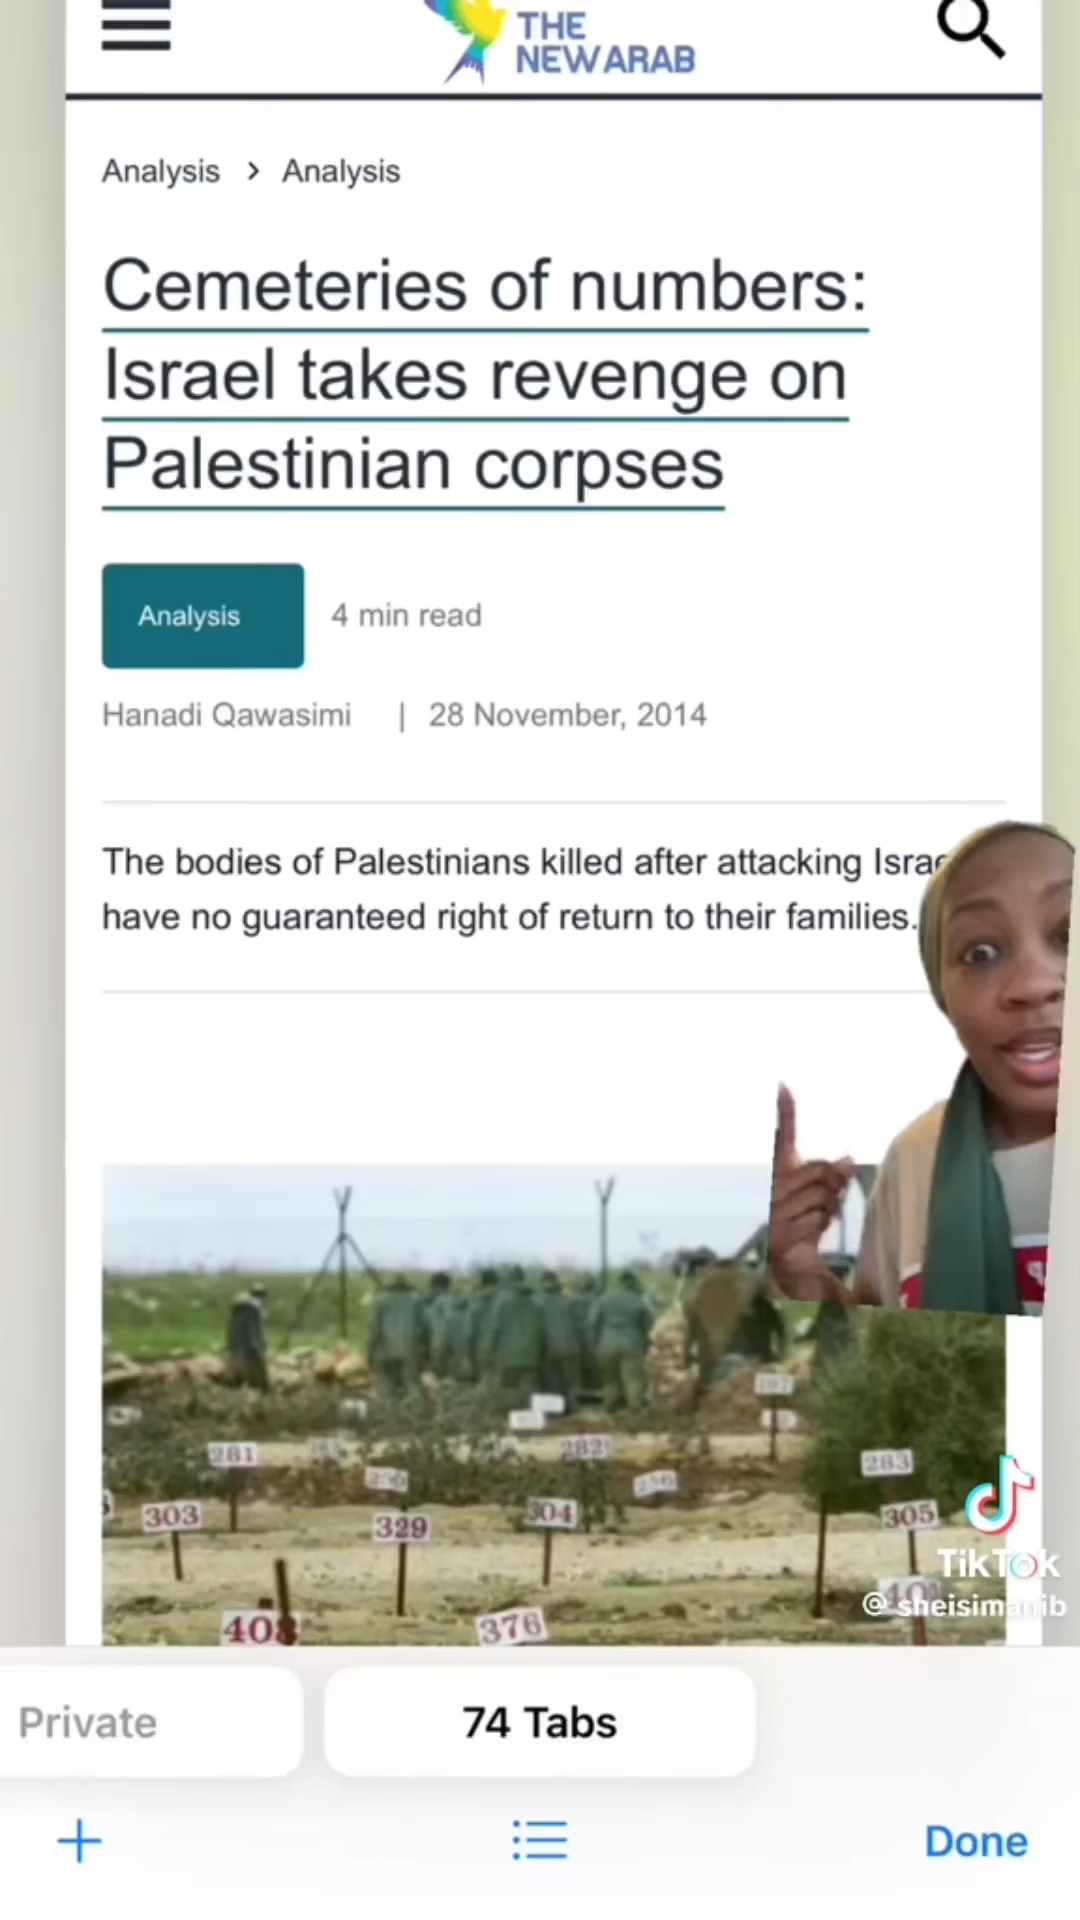 THE
NEW ARAB
Analysis > Analysis
Cemeteries of numbers:
Israel takes revenge on
Palestinian corpses
Analysis
4 min read
Hanadi Qawasimi | 28 November, 2014
The bodies of Palestinians killed after attacking
have no guaranteed right of return to their families.
281
282
283
303
304
305
329
408
376
TikTok
@sheisimanib
Private
74 Tabs
Done